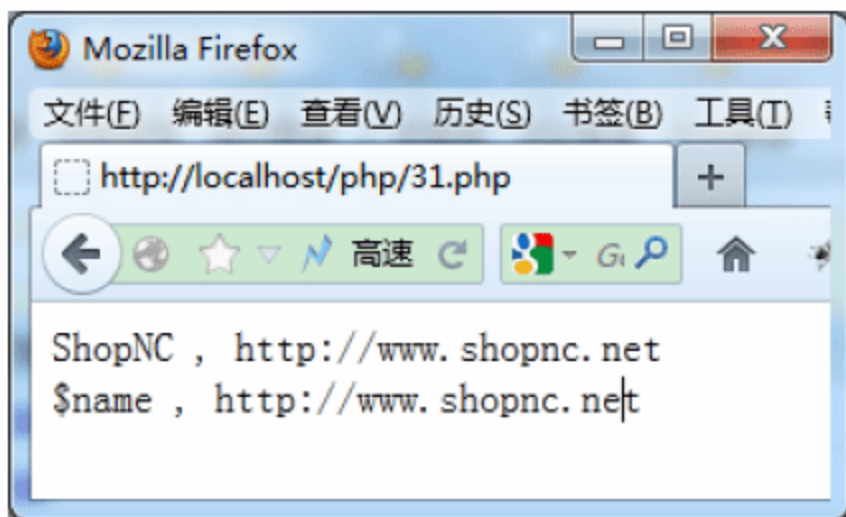 Mozilla Firefox
文件(F) 编辑(E) 查看(V) 历史(S) 书签(B) 工具(T)
http://localhost/php/31.php
高速
ShopNC , http://www.shopnc.net
$name , http://www.shopnc.net